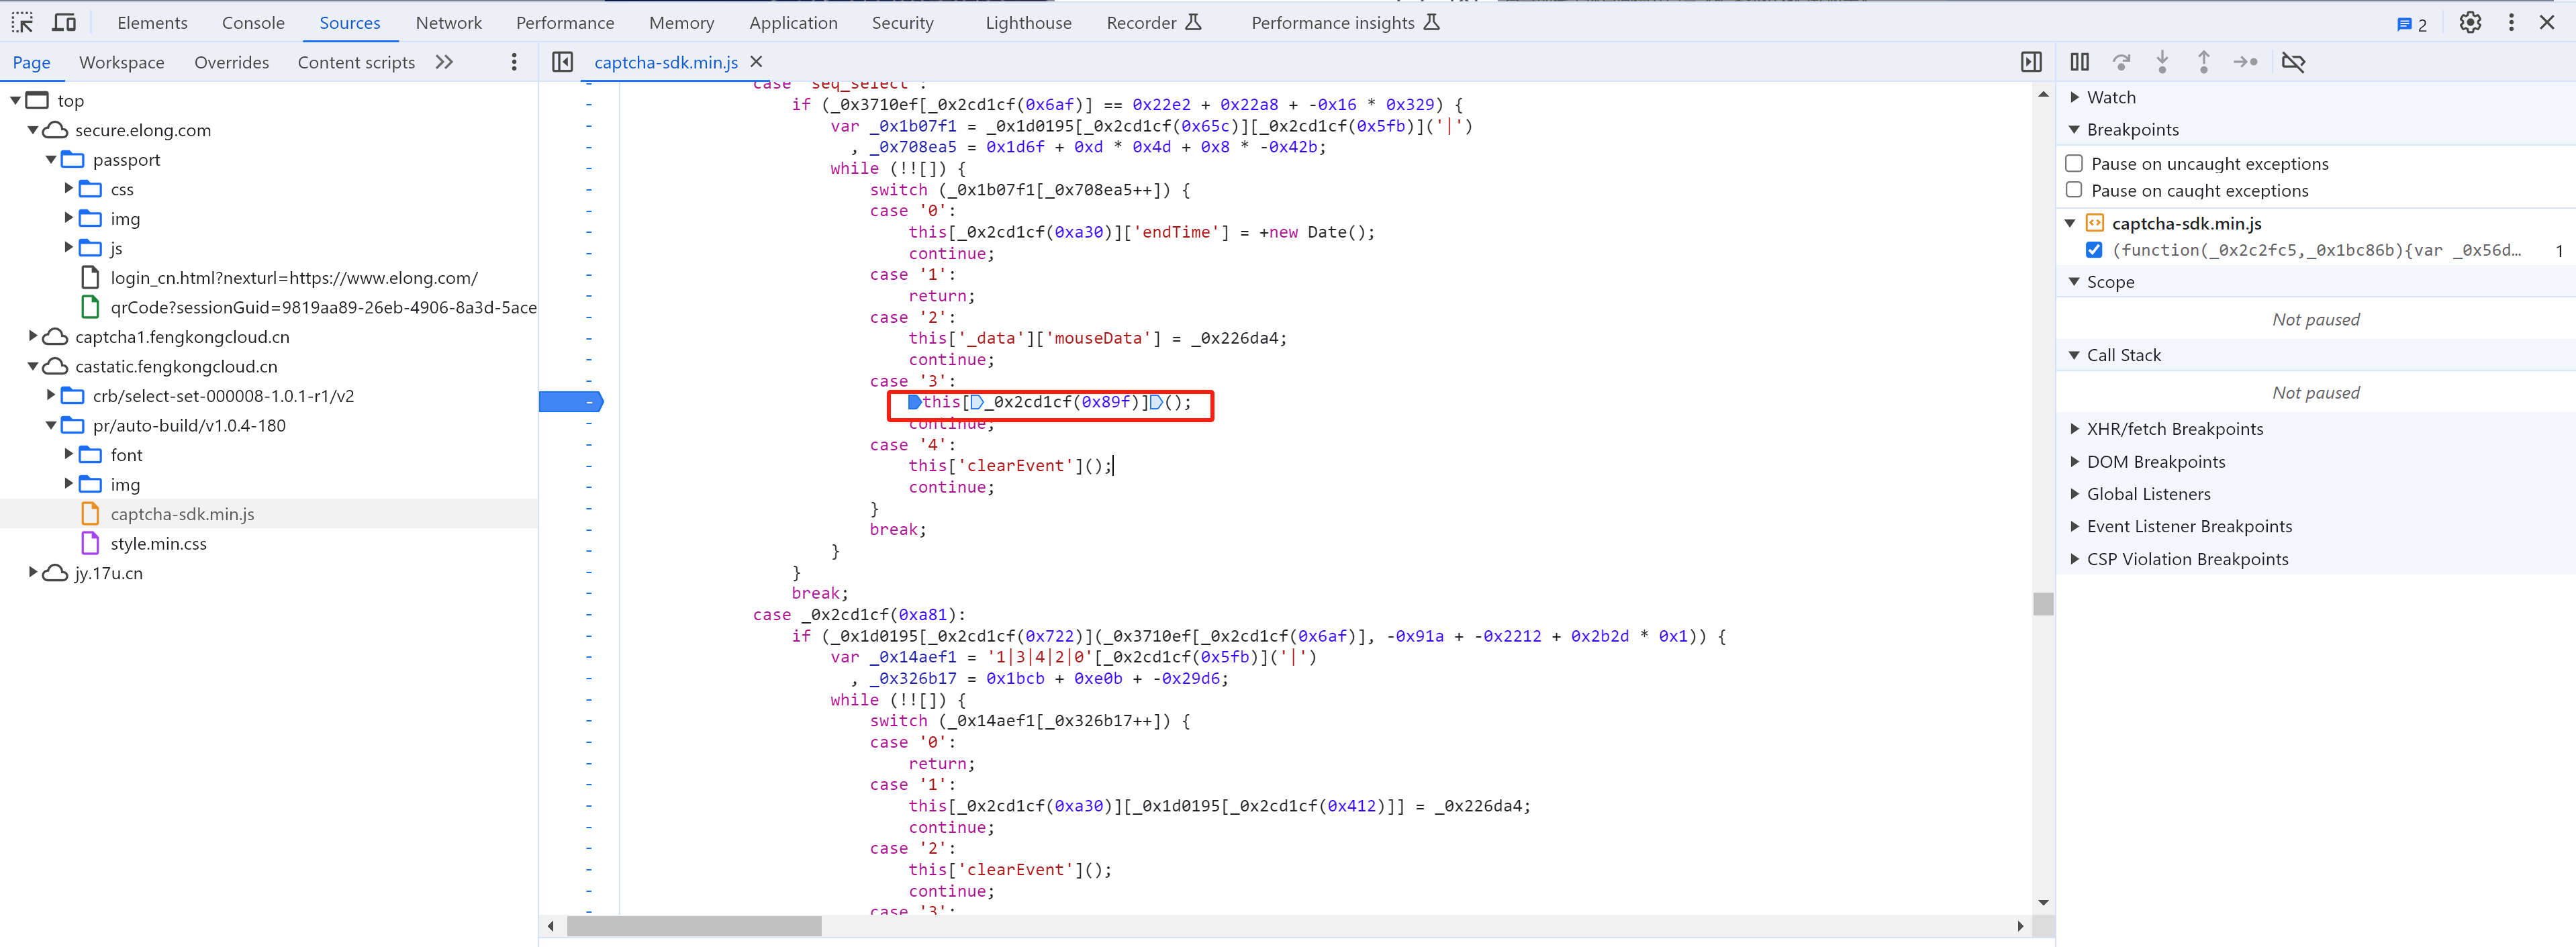 Elements Console Sources Network Performance Memory Application Security Lighthouse Recorder Performance insights 2
Page Workspace Overrides Content scripts
captcha-sdk.min.js
top
secure.elong.com
passport
css
img
js
login_cn.html?nexturl=https://www.elong.com/
qrCode?sessionGuid=9819aa89-26eb-4906-8a3d-5ace
captcha1.fengkongcloud.cn
castatic.fengkongcloud.cn
crb/select-set-000008-1.0.1-r1/v2
pr/auto-build/v1.0.4-180
font
img
captcha-sdk.min.js
style.min.css
jy.17u.cn
case 'seq_select':
if (_0x3710ef[_0x2cd1cf(0x6af)] == 0x22e2 + 0x22a8 + -0x16 * 0x329) {
var _0x1b07f1 = _0x1d0195[_0x2cd1cf(0x65c)][_0x2cd1cf(0x5fb)]('|')
, _0x708ea5 = 0x1d6f + 0xd * 0x4d + 0x8 * -0x42b;
while (!![]) {
switch (_0x1b07f1[_0x708ea5++]) {
case '0':
this[_0x2cd1cf(0xa30)]['endTime'] = +new Date();
continue;
case '1':
return;
case '2':
this['_data']['mouseData'] = _0x226da4;
continue;
case '3':
this[_0x2cd1cf(0x89f)]();
continue;
case '4':
this['clearEvent']();
continue;
}
break;
}
}
break;
case _0x2cd1cf(0xa81):
if (_0x1d0195[_0x2cd1cf(0x722)](_0x3710ef[_0x2cd1cf(0x6af)], -0x91a + -0x2212 + 0x2b2d * 0x1)) {
var _0x14aef1 = '1|3|4|2|0'[_0x2cd1cf(0x5fb)]('|')
, _0x326b17 = 0x1bcb + 0xe0b + -0x29d6;
while (!![]) {
switch (_0x14aef1[_0x326b17++]) {
case '0':
return;
case '1':
this[_0x2cd1cf(0xa30)][_0x1d0195[_0x2cd1cf(0x412)]] = _0x226da4;
continue;
case '2':
this['clearEvent']();
continue;
case '3':
Watch
Breakpoints
Pause on uncaught exceptions
Pause on caught exceptions
captcha-sdk.min.js
(function(_0x2c2fc5,_0x1bc86b){var _0x56d… 1
Scope
Not paused
Call Stack
Not paused
XHR/fetch Breakpoints
DOM Breakpoints
Global Listeners
Event Listener Breakpoints
CSP Violation Breakpoints